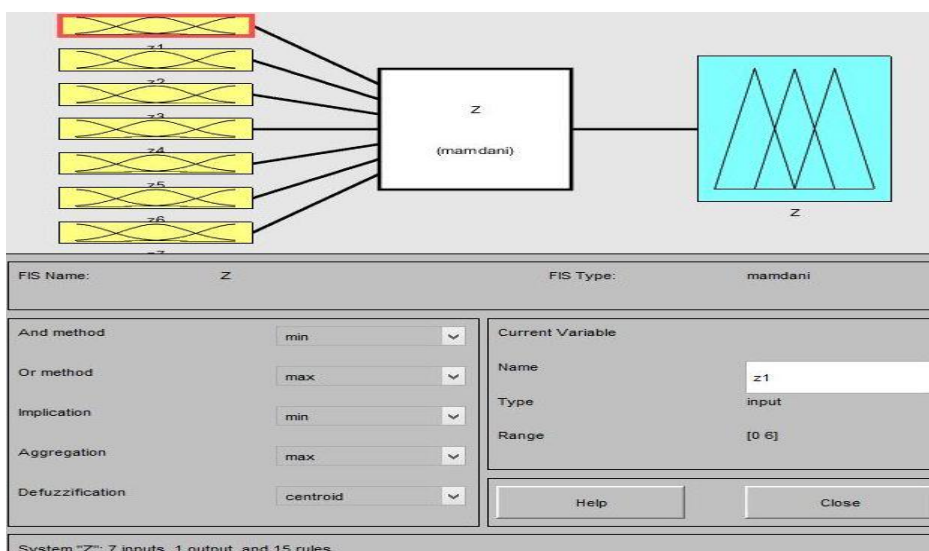 z1
z2
z3
z4
z5
z6
z7
Z
(mamdani)
Z
FIS Name: Z FIS Type: mamdani
And method min
Or method max
Implication min
Aggregation max
Defuzzification centroid
Current Variable
Name z1
Type input
Range [0 6]
Help Close
System "Z": 7 inputs, 1 output, and 15 rules